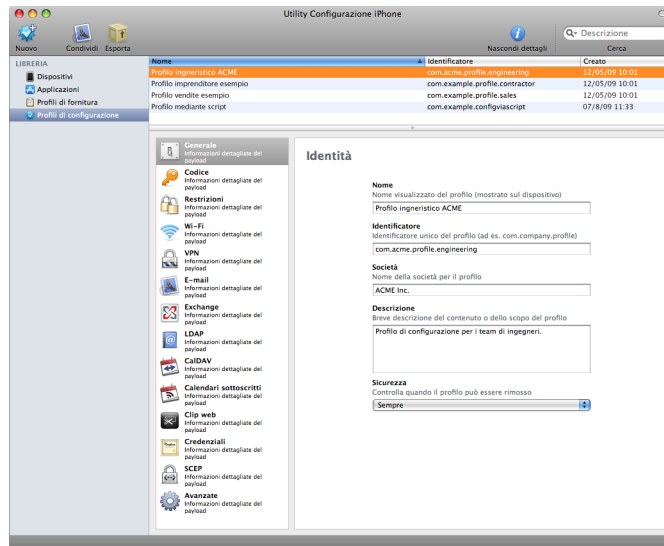 Utility Configurazione iPhone
Nuovo
Condividi
Esporta
Nascondi dettagli
Descrizione
Cerca
LIBRERIA
Dispositivi
Applicazioni
Profili di fornitura
Profili di configurazione
Nome Identificatore Creato
Profilo ingneristico ACME com.acme.profile.engineering 12/05/09 10:01
Profilo imprenditore esempio com.example.profile.contractor 12/05/09 10:01
Profilo vendite esempio com.example.profile.sales 12/05/09 10:01
Profilo mediante script com.example.configviascript 07/8/09 11:33
Generale
Informazioni dettagliate del
payload
Codice
Informazioni dettagliate del
payload
Restrizioni
Informazioni dettagliate del
payload
Wi-Fi
Informazioni dettagliate del
payload
VPN
Informazioni dettagliate del
payload
E-mail
Informazioni dettagliate del
payload
Exchange
Informazioni dettagliate del
payload
LDAP
Informazioni dettagliate del
payload
CalDAV
Informazioni dettagliate del
payload
Calendari sottoscritti
Informazioni dettagliate del
payload
Clip web
Informazioni dettagliate del
payload
Credenziali
Informazioni dettagliate del
payload
SCEP
Informazioni dettagliate del
payload
Avanzate
Informazioni dettagliate del
payload
Identità
Nome
Nome visualizzato del profilo (mostrato sul dispositivo)
Profilo ingneristico ACME
Identificatore
Identificatore unico del profilo (ad es. com.company.profile)
com.acme.profile.engineering
Società
Nome della società per il profilo
ACME Inc.
Descrizione
Breve descrizione del contenuto o dello scopo del profilo
Profilo di configurazione per i team di ingegneri.
Sicurezza
Controlla quando il profilo può essere rimosso
Sempre